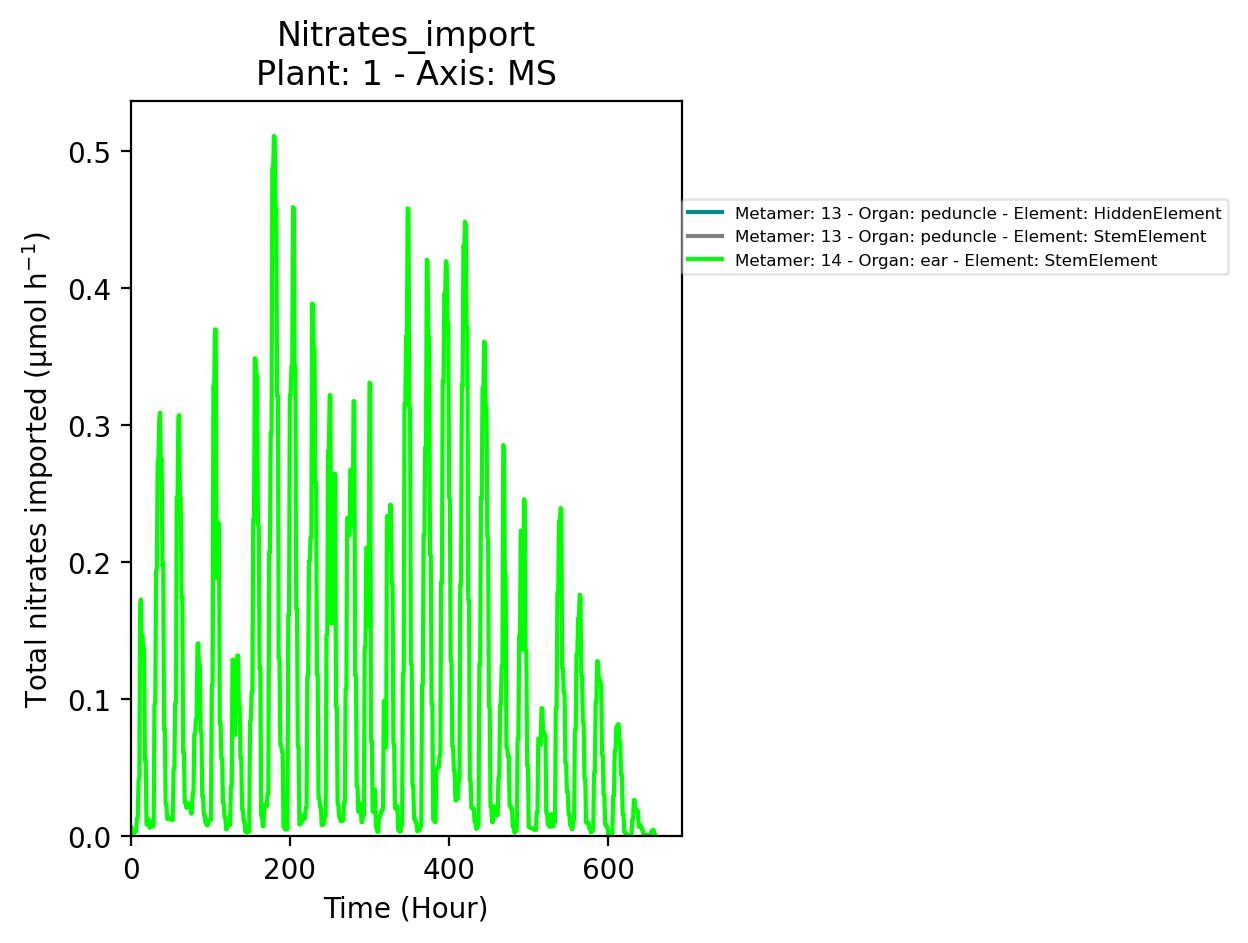 Nitrates_import
Plant: 1 - Axis: MS
0.5
0.4
0.3
0.2
0.1
0.0
Total nitrates imported (µmol h⁻¹)
0 200 400 600
Time (Hour)
Metamer: 13 - Organ: peduncle - Element: HiddenElement
Metamer: 13 - Organ: peduncle - Element: StemElement
Metamer: 14 - Organ: ear - Element: StemElement